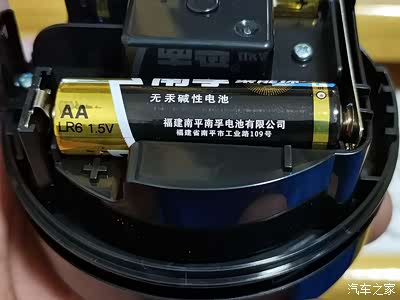 无汞碱性电池
AA
LR6 1.5V
福建南平南孚电池有限公司
福建省南平市工业路109号
+
汽车之家